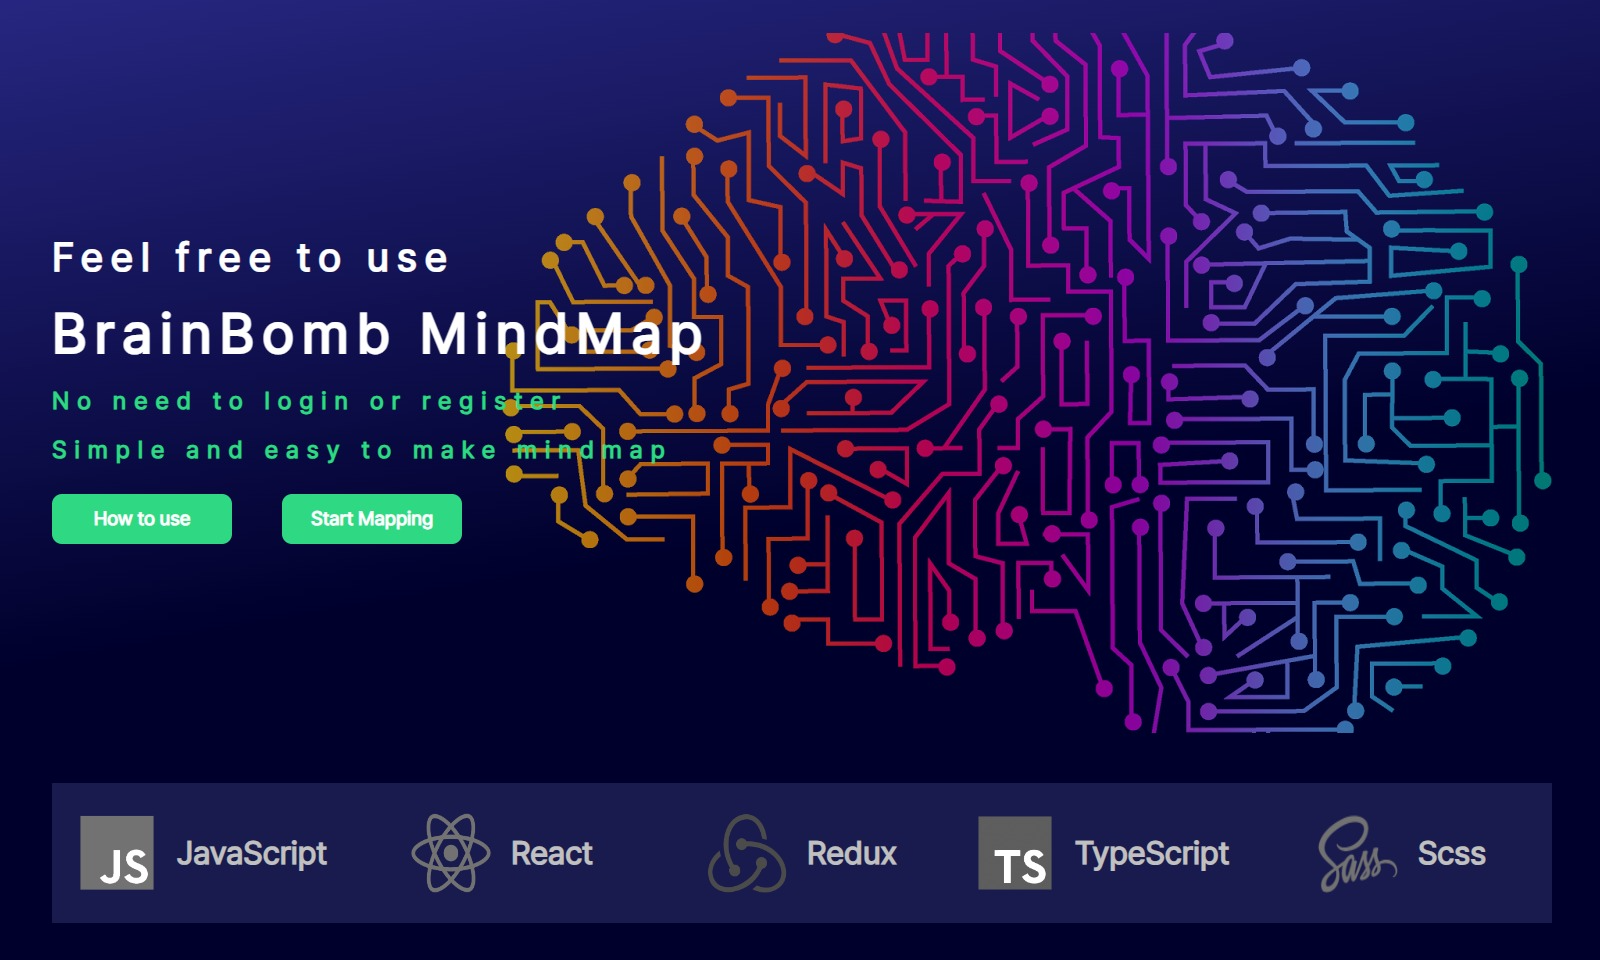 Feel free to use
BrainBomb MindMap
No need to login or register
Simple and easy to make mindmap
How to use
Start Mapping
JS JavaScript
React
Redux
TS TypeScript
Sass Scss